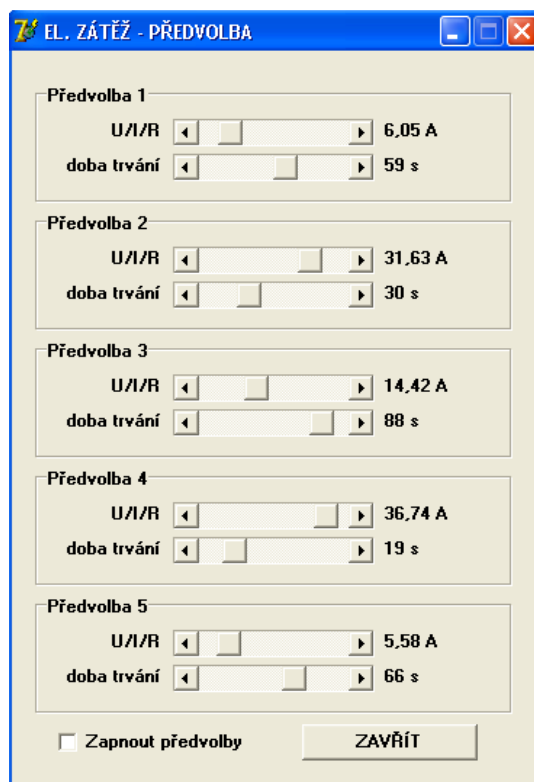 EL. ZÁTĚŽ - PŘEDVOLBA
Předvolba 1
U/I/R 6,05 A
doba trvání 59 s
Předvolba 2
U/I/R 31,63 A
doba trvání 30 s
Předvolba 3
U/I/R 14,42 A
doba trvání 88 s
Předvolba 4
U/I/R 36,74 A
doba trvání 19 s
Předvolba 5
U/I/R 5,58 A
doba trvání 66 s
Zapnout předvolby ZAVŘÍT